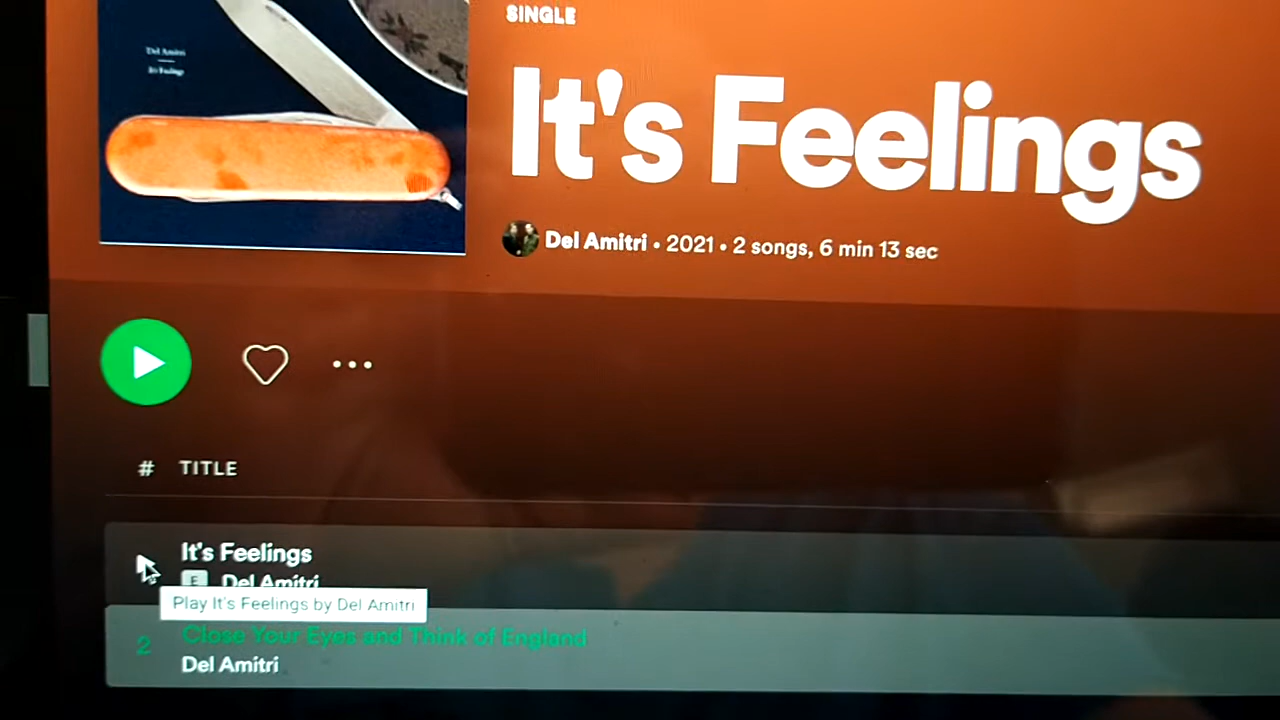 SINGLE
Del Amitri
It's Feelings
It's Feelings
Del Amitri • 2021 • 2 songs, 6 min 13 sec
# TITLE
It's Feelings
E Del Amitri
Play It's Feelings by Del Amitri
2 Close Your Eyes and Think of England
Del Amitri